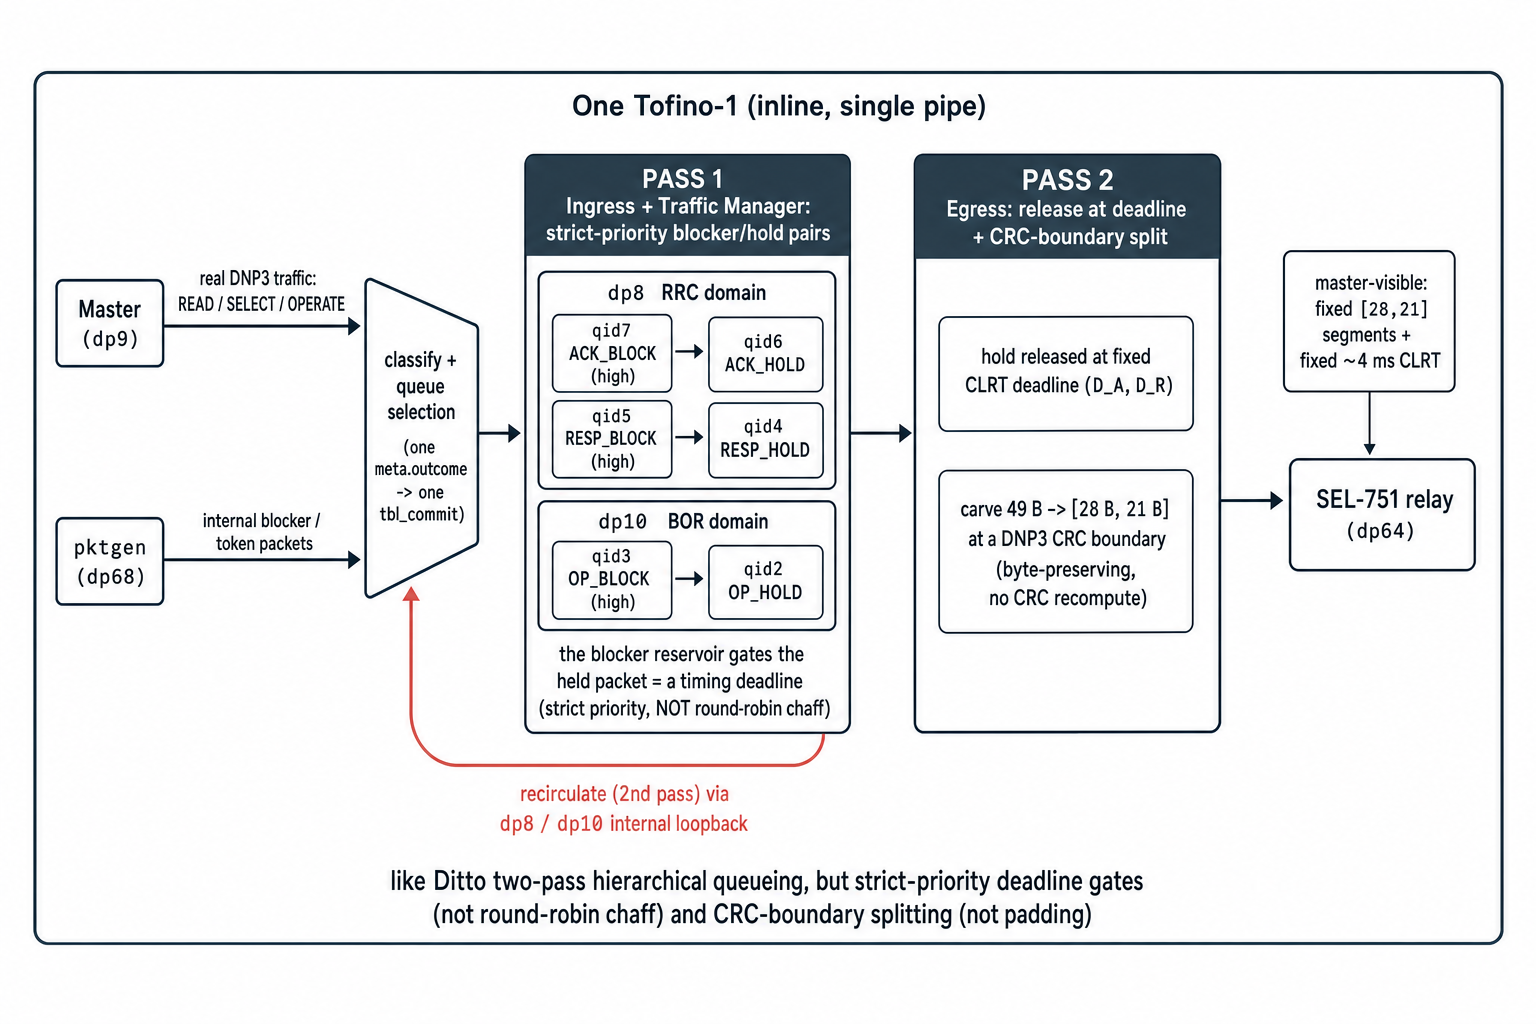 One Tofino-1 (inline, single pipe)
Master
(dp9)
real DNP3 traffic:
READ / SELECT / OPERATE
pktgen
(dp68)
internal blocker /
token packets
classify +
queue
selection
(one
meta.outcome
-> one
tbl_commit)
PASS 1
Ingress + Traffic Manager:
strict-priority blocker/hold pairs
dp8 RRC domain
qid7
ACK_BLOCK
(high)
qid6
ACK_HOLD
qid5
RESP_BLOCK
(high)
qid4
RESP_HOLD
dp10 BOR domain
qid3
OP_BLOCK
(high)
qid2
OP_HOLD
the blocker reservoir gates the
held packet = a timing deadline
(strict priority, NOT round-robin chaff)
recirculate (2nd pass) via
dp8 / dp10 internal loopback
PASS 2
Egress: release at deadline
+ CRC-boundary split
hold released at fixed
CLRT deadline (D_A, D_R)
carve 49 B -> [28 B, 21 B]
at a DNP3 CRC boundary
(byte-preserving,
no CRC recompute)
master-visible:
fixed [28,21]
segments +
fixed ~4 ms CLRT
SEL-751 relay
(dp64)
like Ditto two-pass hierarchical queueing, but strict-priority deadline gates
(not round-robin chaff) and CRC-boundary splitting (not padding)